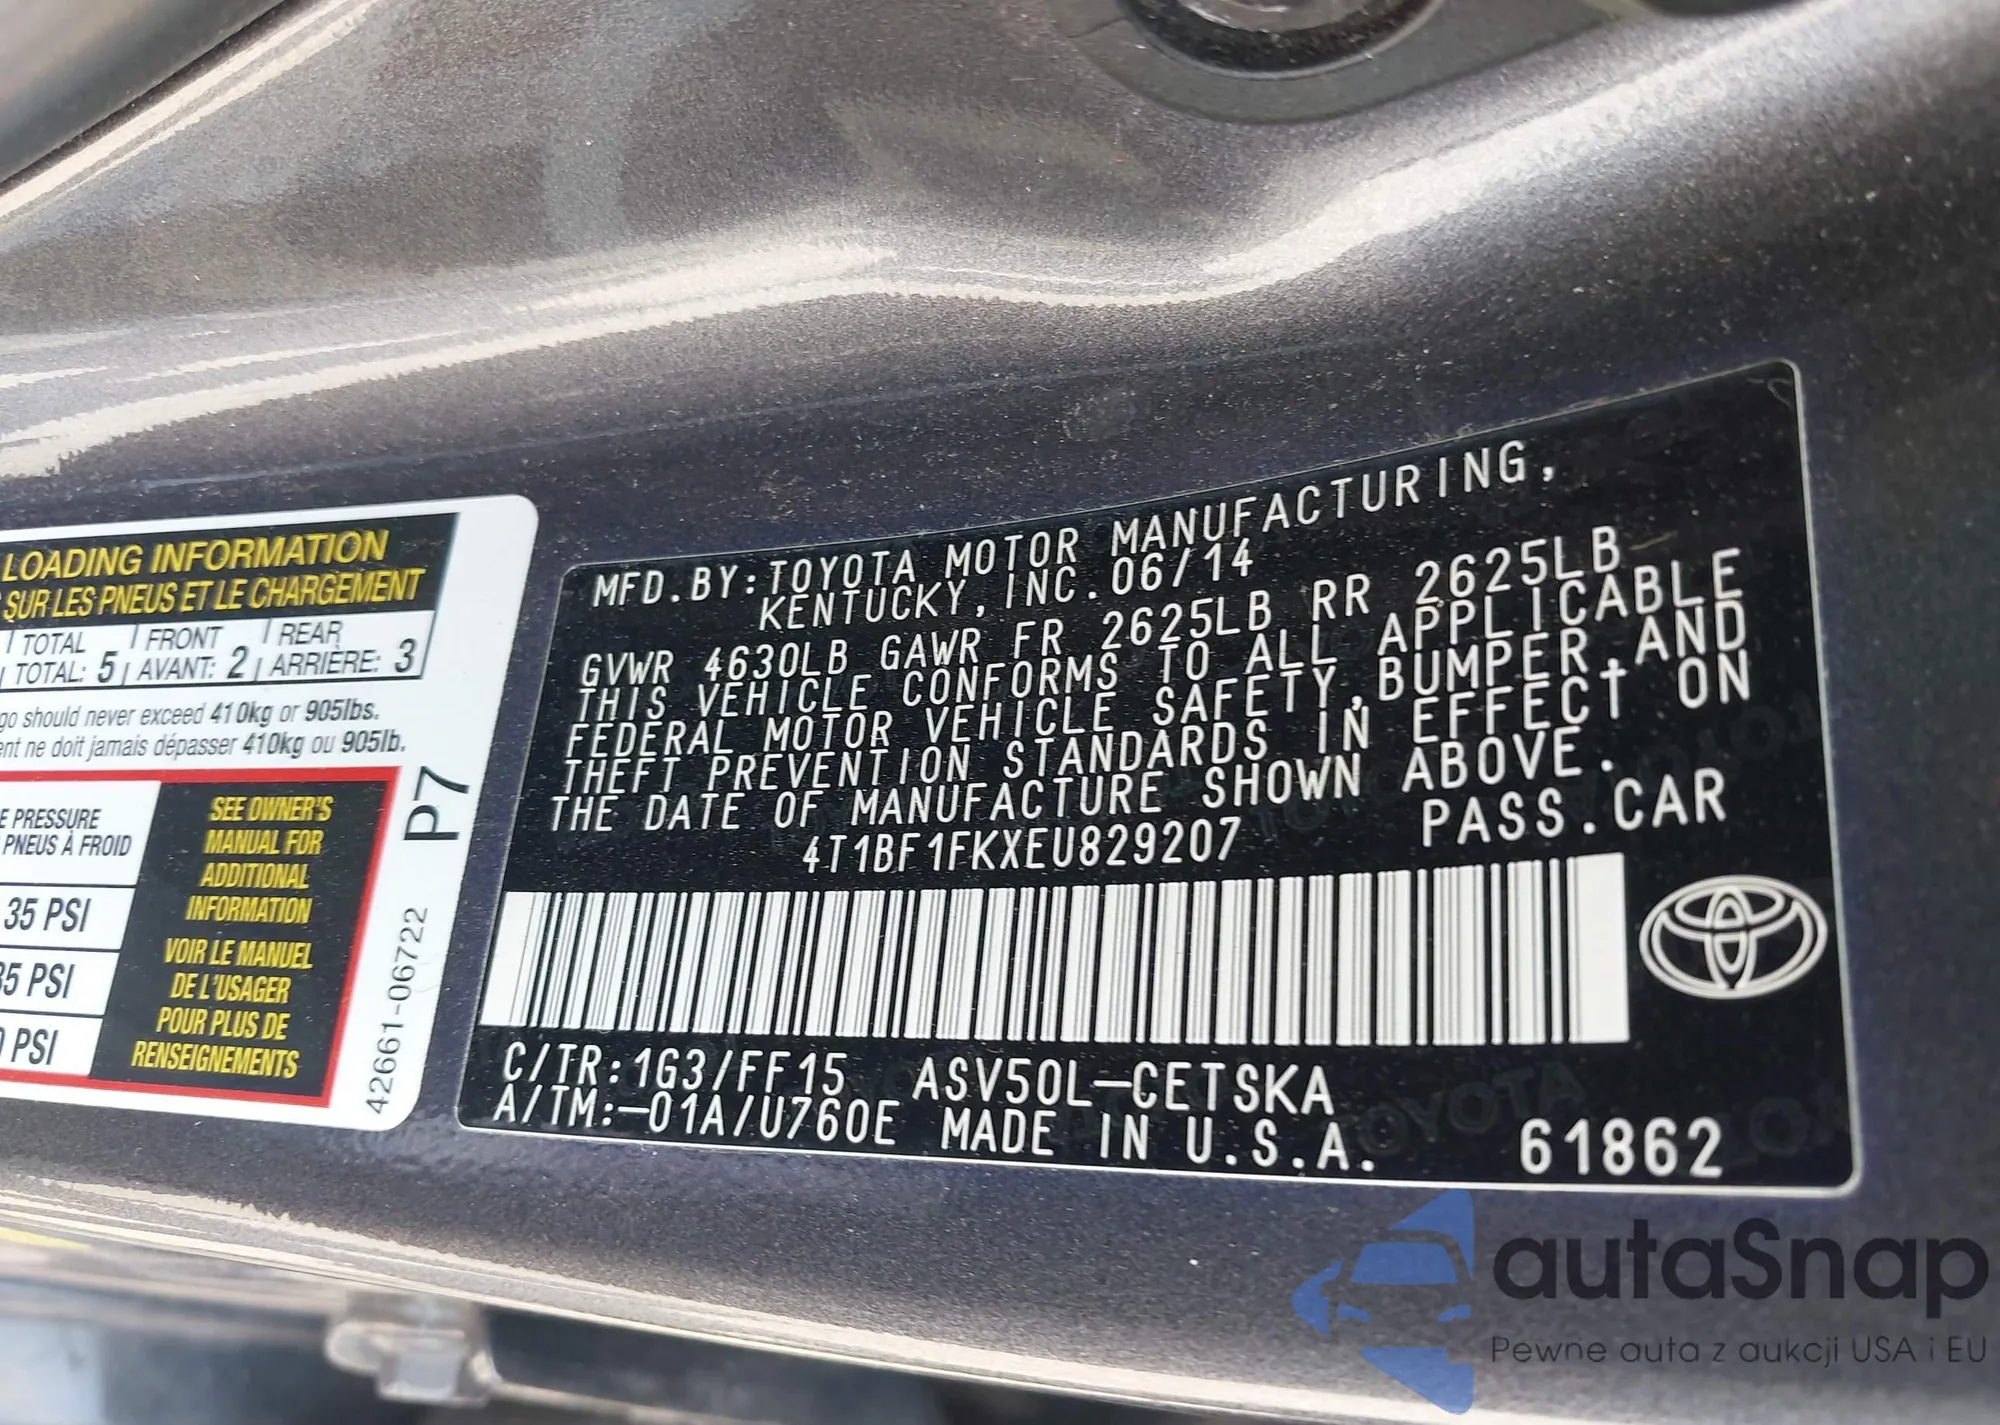 LOADING INFORMATION
SUR LES PNEUS ET LE CHARGEMENT
TOTAL | FRONT | REAR
TOTAL: 5 | AVANT: 2 | ARRIÈRE: 3
should never exceed 410kg or 905lbs.
ne doit jamais dépasser 410kg ou 905lb.
PRESSURE
PNEUS À FROID
35 PSI
35 PSI
PSI
SEE OWNER'S
MANUAL FOR
ADDITIONAL
INFORMATION
VOIR LE MANUEL
DE L'USAGER
POUR PLUS DE
RENSEIGNEMENTS
P7
42661-06722
MFD.BY:TOYOTA MOTOR MANUFACTURING,
KENTUCKY, INC. 06/14
GVWR 4630LB GAWR FR 2625LB RR 2625LB
THIS VEHICLE CONFORMS TO ALL APPLICABLE
FEDERAL MOTOR VEHICLE SAFETY,BUMPER,AND
THEFT PREVENTION STANDARDS IN EFFECT ON
THE DATE OF MANUFACTURE SHOWN ABOVE.
4T1BF1FKXEU829207 PASS.CAR
C/TR:1G3/FF15 ASV50L-CETSKA
A/TM:-01A/U760E MADE IN U.S.A. 61862
autaSnap
Pewne auta z aukcji USA i EU